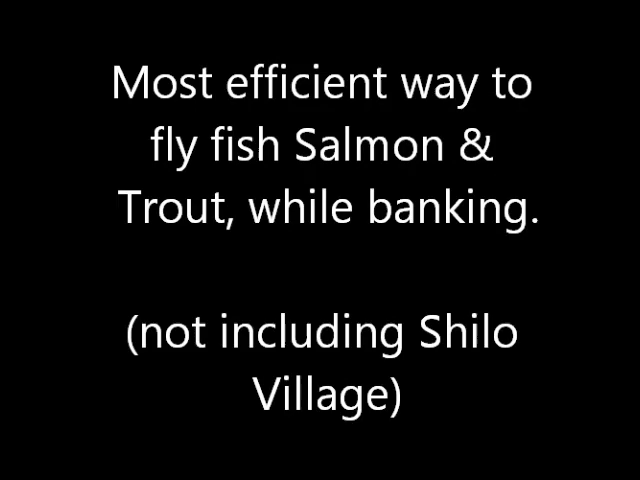 Most efficient way to
fly fish Salmon &
Trout, while banking.
(not including Shilo
Village)